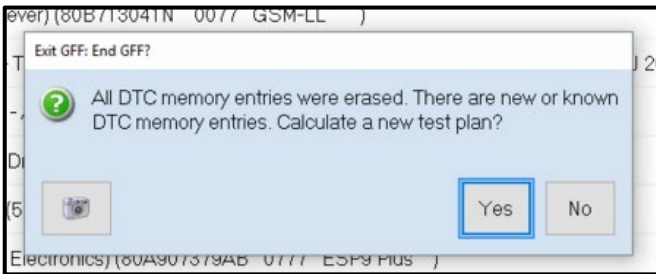 ever) (80B713041N 0077 GSM-LL )
Exit GFF: End GFF?
All DTC memory entries were erased. There are new or known
DTC memory entries. Calculate a new test plan?
(5
Yes
No
Electronics) (80A907379AB 0777 ESP9 Plus )